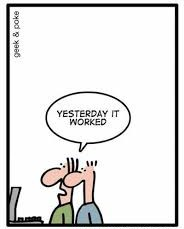 geek & poke
YESTERDAY IT
WORKED